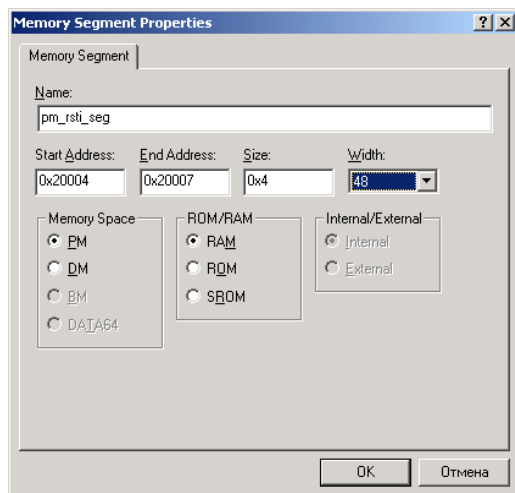 Memory Segment Properties
Memory Segment
Name:
pm_rsti_seg
Start Address: End Address: Size: Width:
0x20004 0x20007 0x4 48
Memory Space ROM/RAM Internal/External
PM RAM Internal
DM ROM External
BM SROM
DATA64
OK Отмена